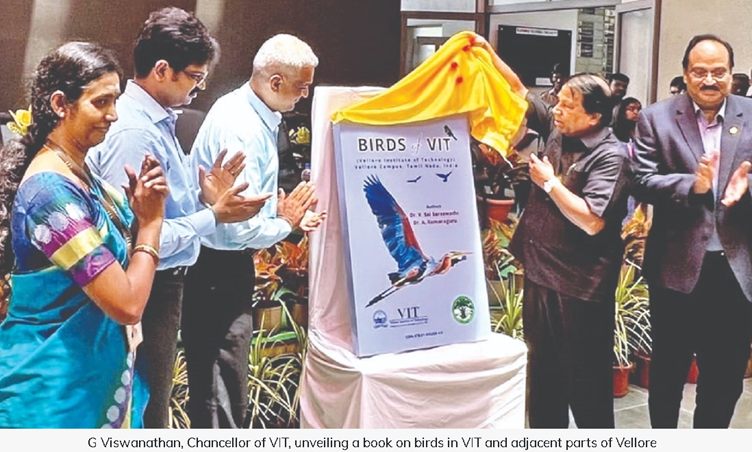 BIRDS of VIT
(Vellore Institute of Technology)
Vellore Campus, Tamil Nadu, India
Authors
Dr. V. Sai Saraswathi
Dr. A. Kumaraguru
VIT
G Viswanathan, Chancellor of VIT, unveiling a book on birds in VIT and adjacent parts of Vellore